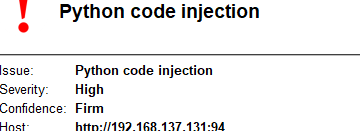 ! Python code injection
Issue: Python code injection
Severity: High
Confidence: Firm
Host: http://192.168.137.131:94